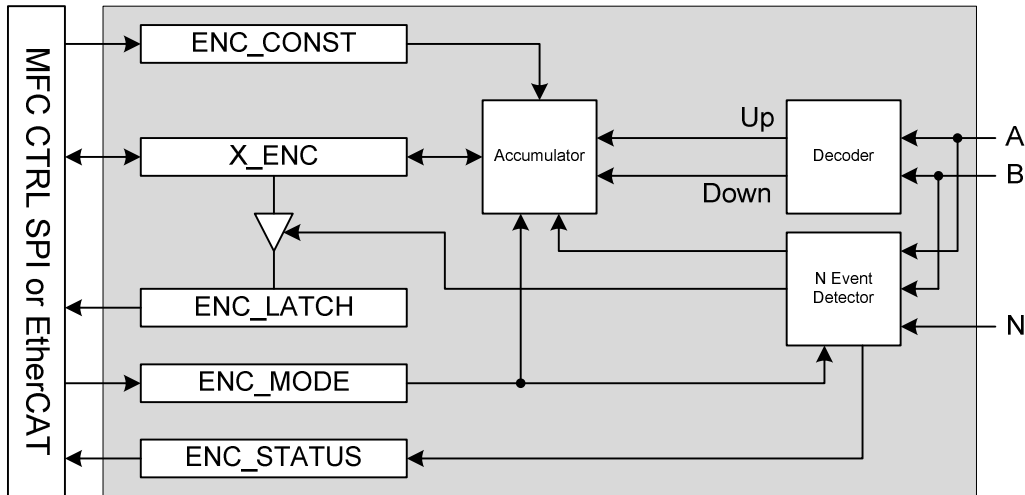 MFC CTRL SPI or EtherCAT
ENC_CONST
X_ENC
ENC_LATCH
ENC_MODE
ENC_STATUS
Accumulator
Up
Down
Decoder
N Event
Detector
A
B
N